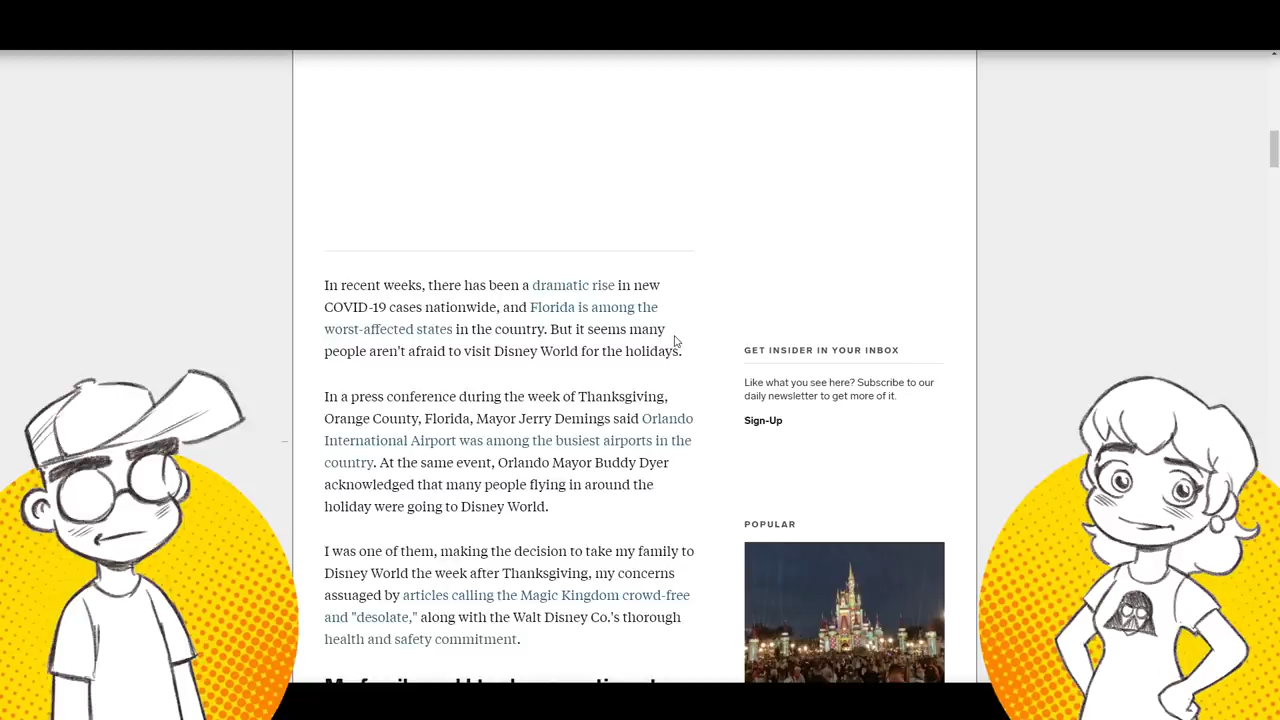 In recent weeks, there has been a dramatic rise in new
COVID-19 cases nationwide, and Florida is among the
worst-affected states in the country. But it seems many
people aren't afraid to visit Disney World for the holidays.
In a press conference during the week of Thanksgiving,
Orange County, Florida, Mayor Jerry Demings said Orlando
International Airport was among the busiest airports in the
country. At the same event, Orlando Mayor Buddy Dyer
acknowledged that many people flying in around the
holiday were going to Disney World.
I was one of them, making the decision to take my family to
Disney World the week after Thanksgiving, my concerns
assuaged by articles calling the Magic Kingdom crowd-free
and "desolate," along with the Walt Disney Co.'s thorough
health and safety commitment.
GET INSIDER IN YOUR INBOX
Like what you see here? Subscribe to our
daily newsletter to get more of it.
Sign-Up
POPULAR